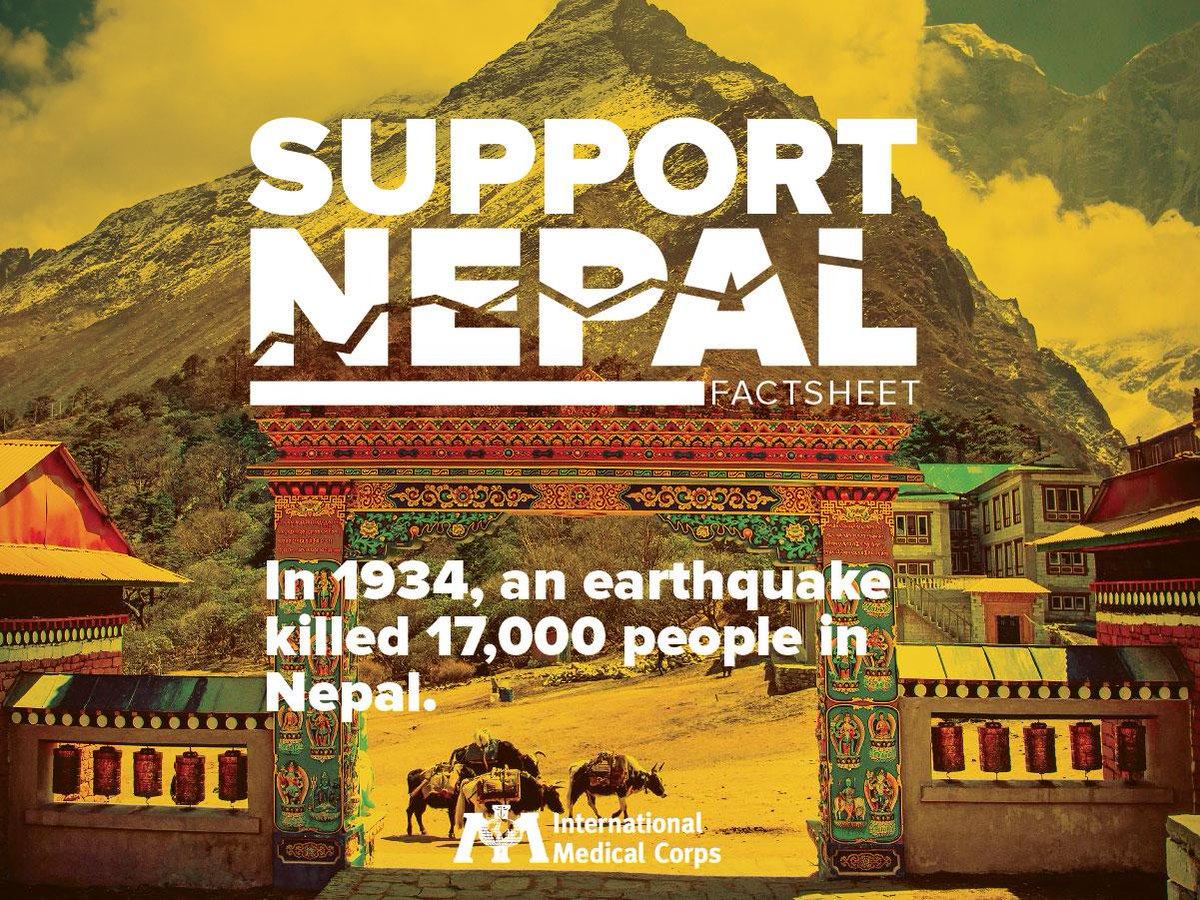 SUPPORT
NEPAL
FACTSHEET
In 1934, an earthquake
killed 17,000 people in
Nepal.
International
Medical Corps